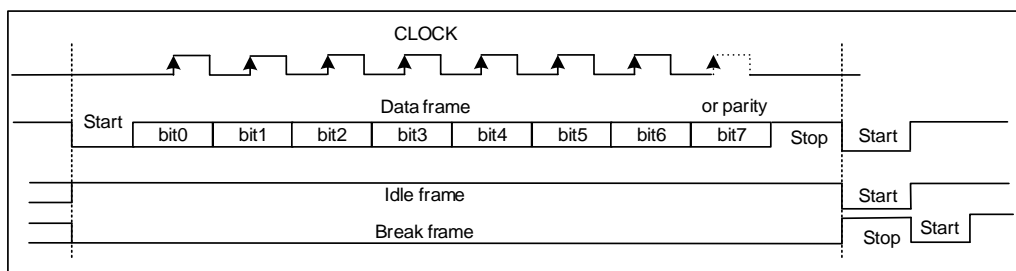 CLOCK
Data frame or parity
Start bit0 bit1 bit2 bit3 bit4 bit5 bit6 bit7 Stop Start
Idle frame Start
Break frame Stop Start